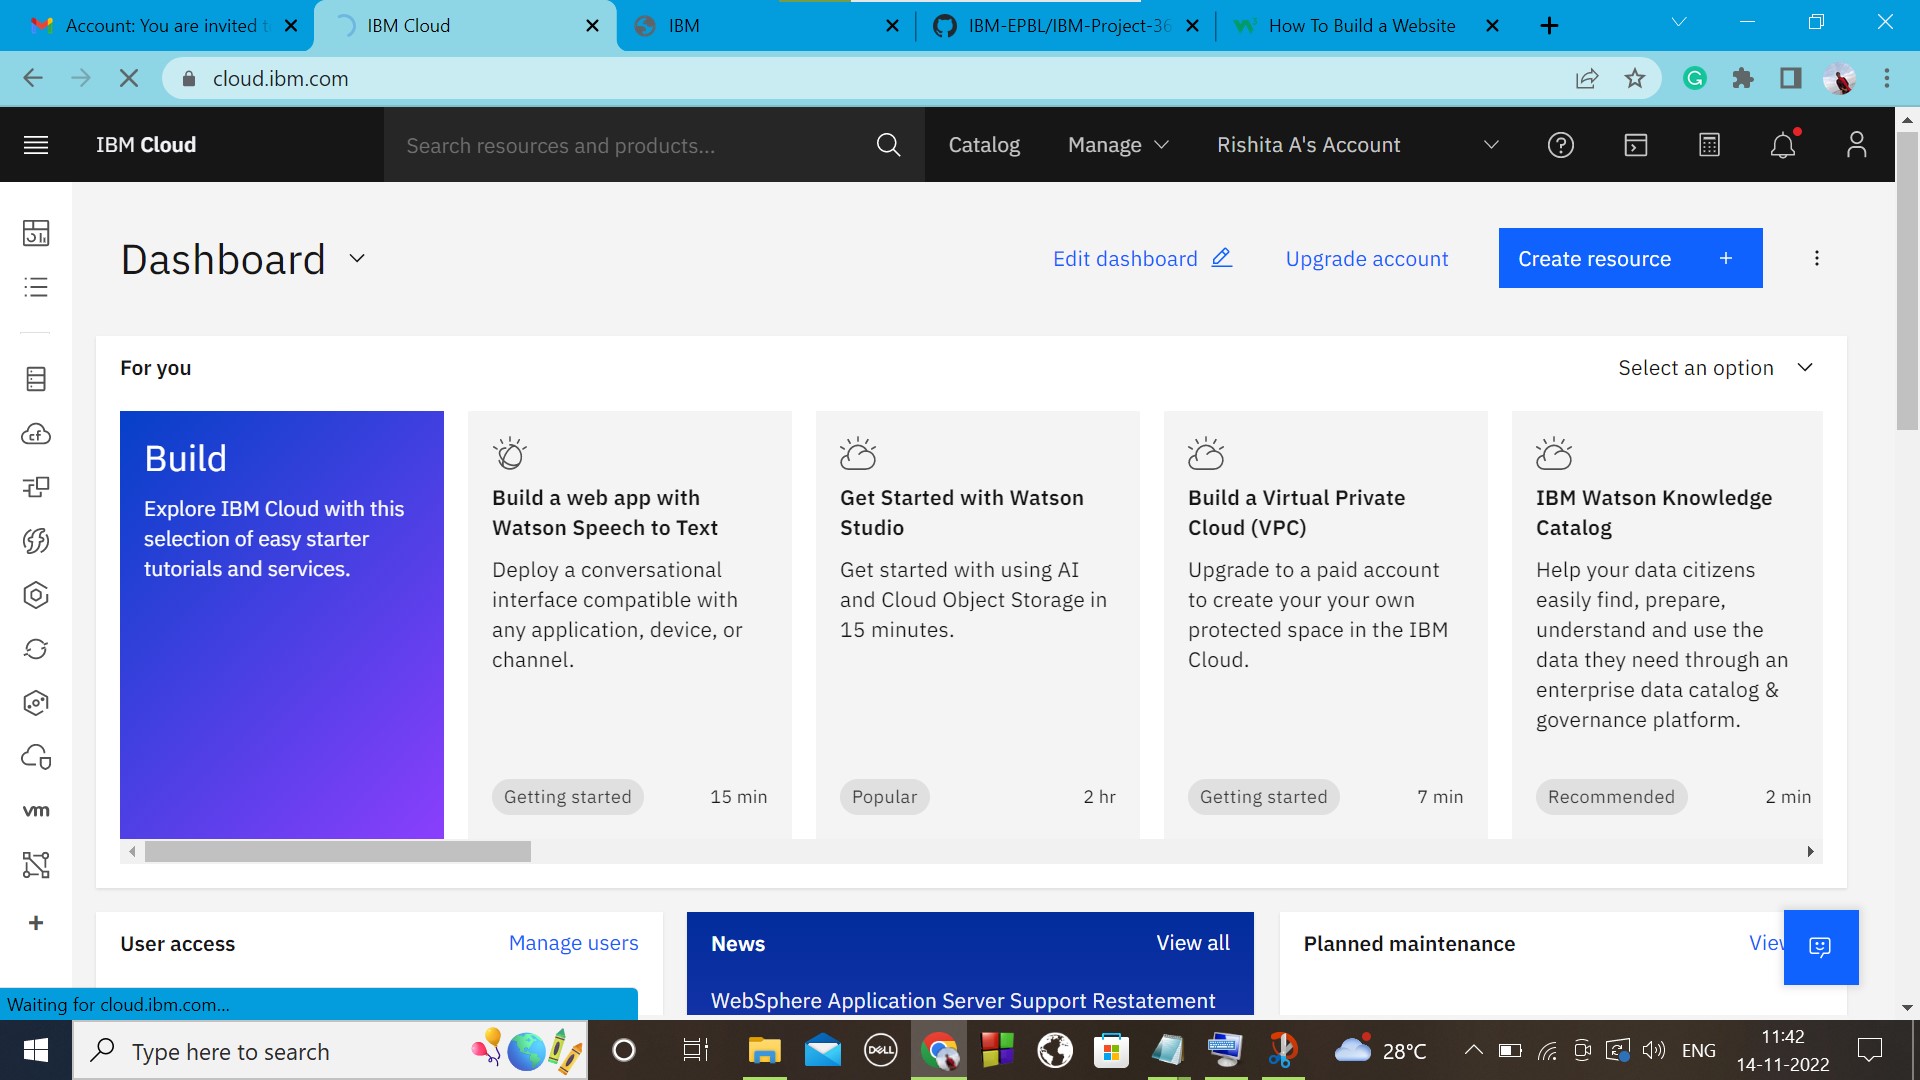 Account: You are invited t
IBM Cloud
IBM
IBM-EPBL/IBM-Project-36
How To Build a Website
cloud.ibm.com
IBM Cloud
Search resources and products...
Catalog
Manage
Rishita A's Account
Dashboard
Edit dashboard
Upgrade account
Create resource +
For you
Select an option
Build
Explore IBM Cloud with this
selection of easy starter
tutorials and services.
Build a web app with
Watson Speech to Text
Deploy a conversational
interface compatible with
any application, device, or
channel.
Getting started
15 min
Get Started with Watson
Studio
Get started with using AI
and Cloud Object Storage in
15 minutes.
Popular
2 hr
Build a Virtual Private
Cloud (VPC)
Upgrade to a paid account
to create your your own
protected space in the IBM
Cloud.
Getting started
7 min
IBM Watson Knowledge
Catalog
Help your data citizens
easily find, prepare,
understand and use the
data they need through an
enterprise data catalog &
governance platform.
Recommended
2 min
cf
vm
User access
Manage users
News
View all
WebSphere Application Server Support Restatement
Planned maintenance
View
Waiting for cloud.ibm.com...
Type here to search
DELL
28°C
ENG
11:42
14-11-2022